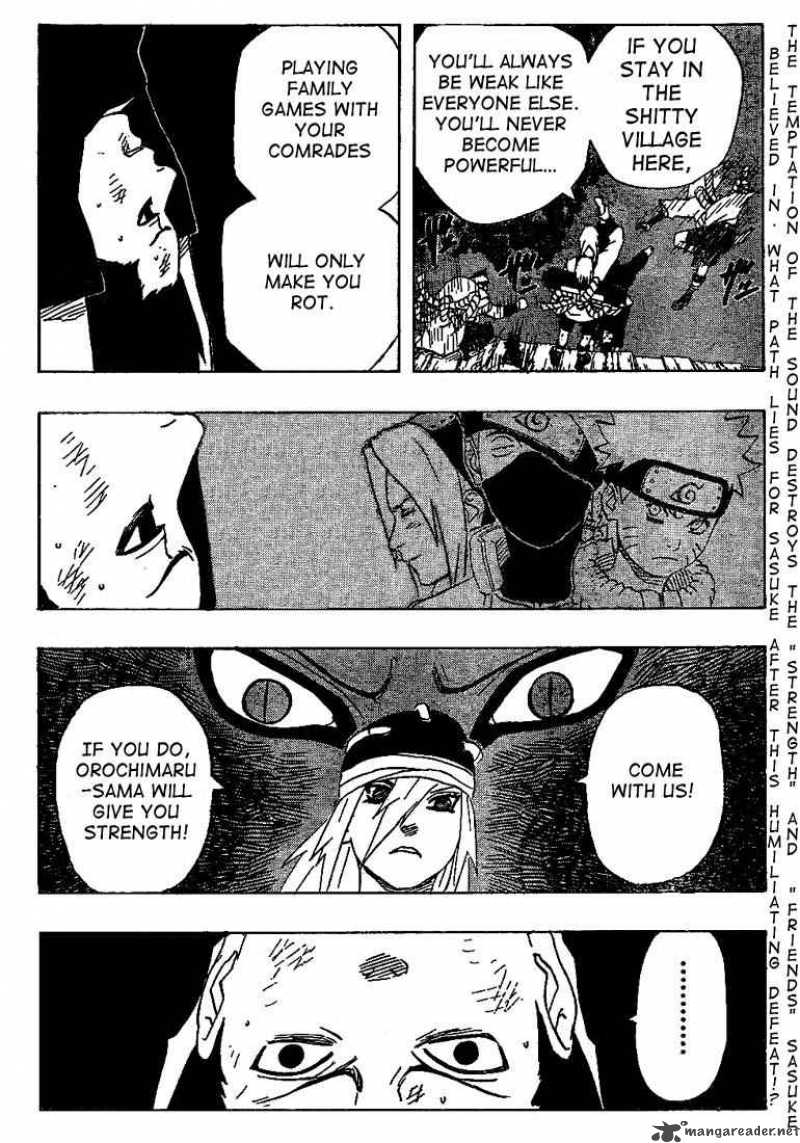 THE TEMPTATION OF THE SOUND DESTROYS THE "STRENGTH" AND "FRIENDS" SASUKE
BELIEVED IN. WHAT PATH LIES FOR SASUKE AFTER THIS HUMILIATING DEFEAT!?
IF YOU
STAY IN
THE
SHITTY
VILLAGE
HERE,
YOU'LL ALWAYS
BE WEAK LIKE
EVERYONE ELSE.
YOU'LL NEVER
BECOME
POWERFUL...
PLAYING
FAMILY
GAMES WITH
YOUR
COMRADES
WILL ONLY
MAKE YOU
ROT.
COME
WITH US!
IF YOU DO,
OROCHIMARU
-SAMA WILL
GIVE YOU
STRENGTH!
.........
mangareader.net